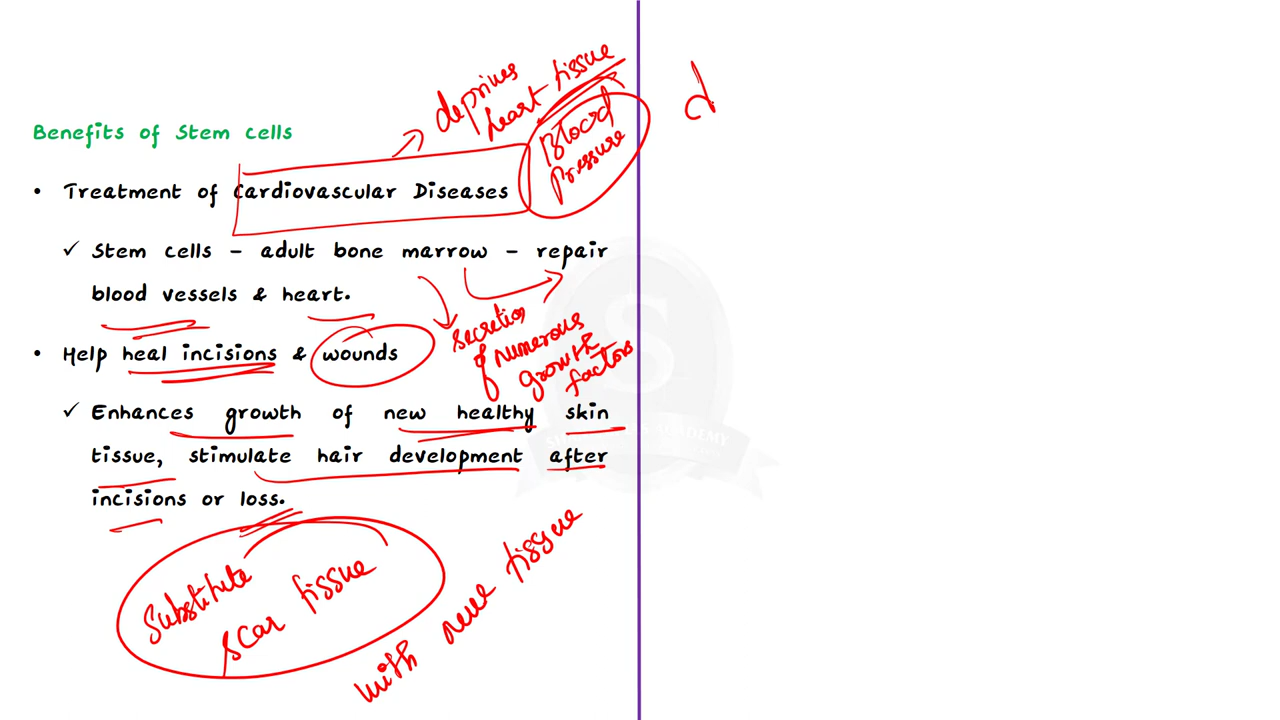 deprives
heart tissue
Blood
Pressure
d
Benefits of Stem cells
• Treatment of Cardiovascular Diseases
✓ Stem cells – adult bone marrow – repair
blood vessels & heart.
secretion
of numerous
growth
factors
• Help heal incisions & wounds
✓ Enhances growth of new healthy skin
tissue, stimulate hair development after
incisions or loss.
Substitute
scar tissue
with new tissue